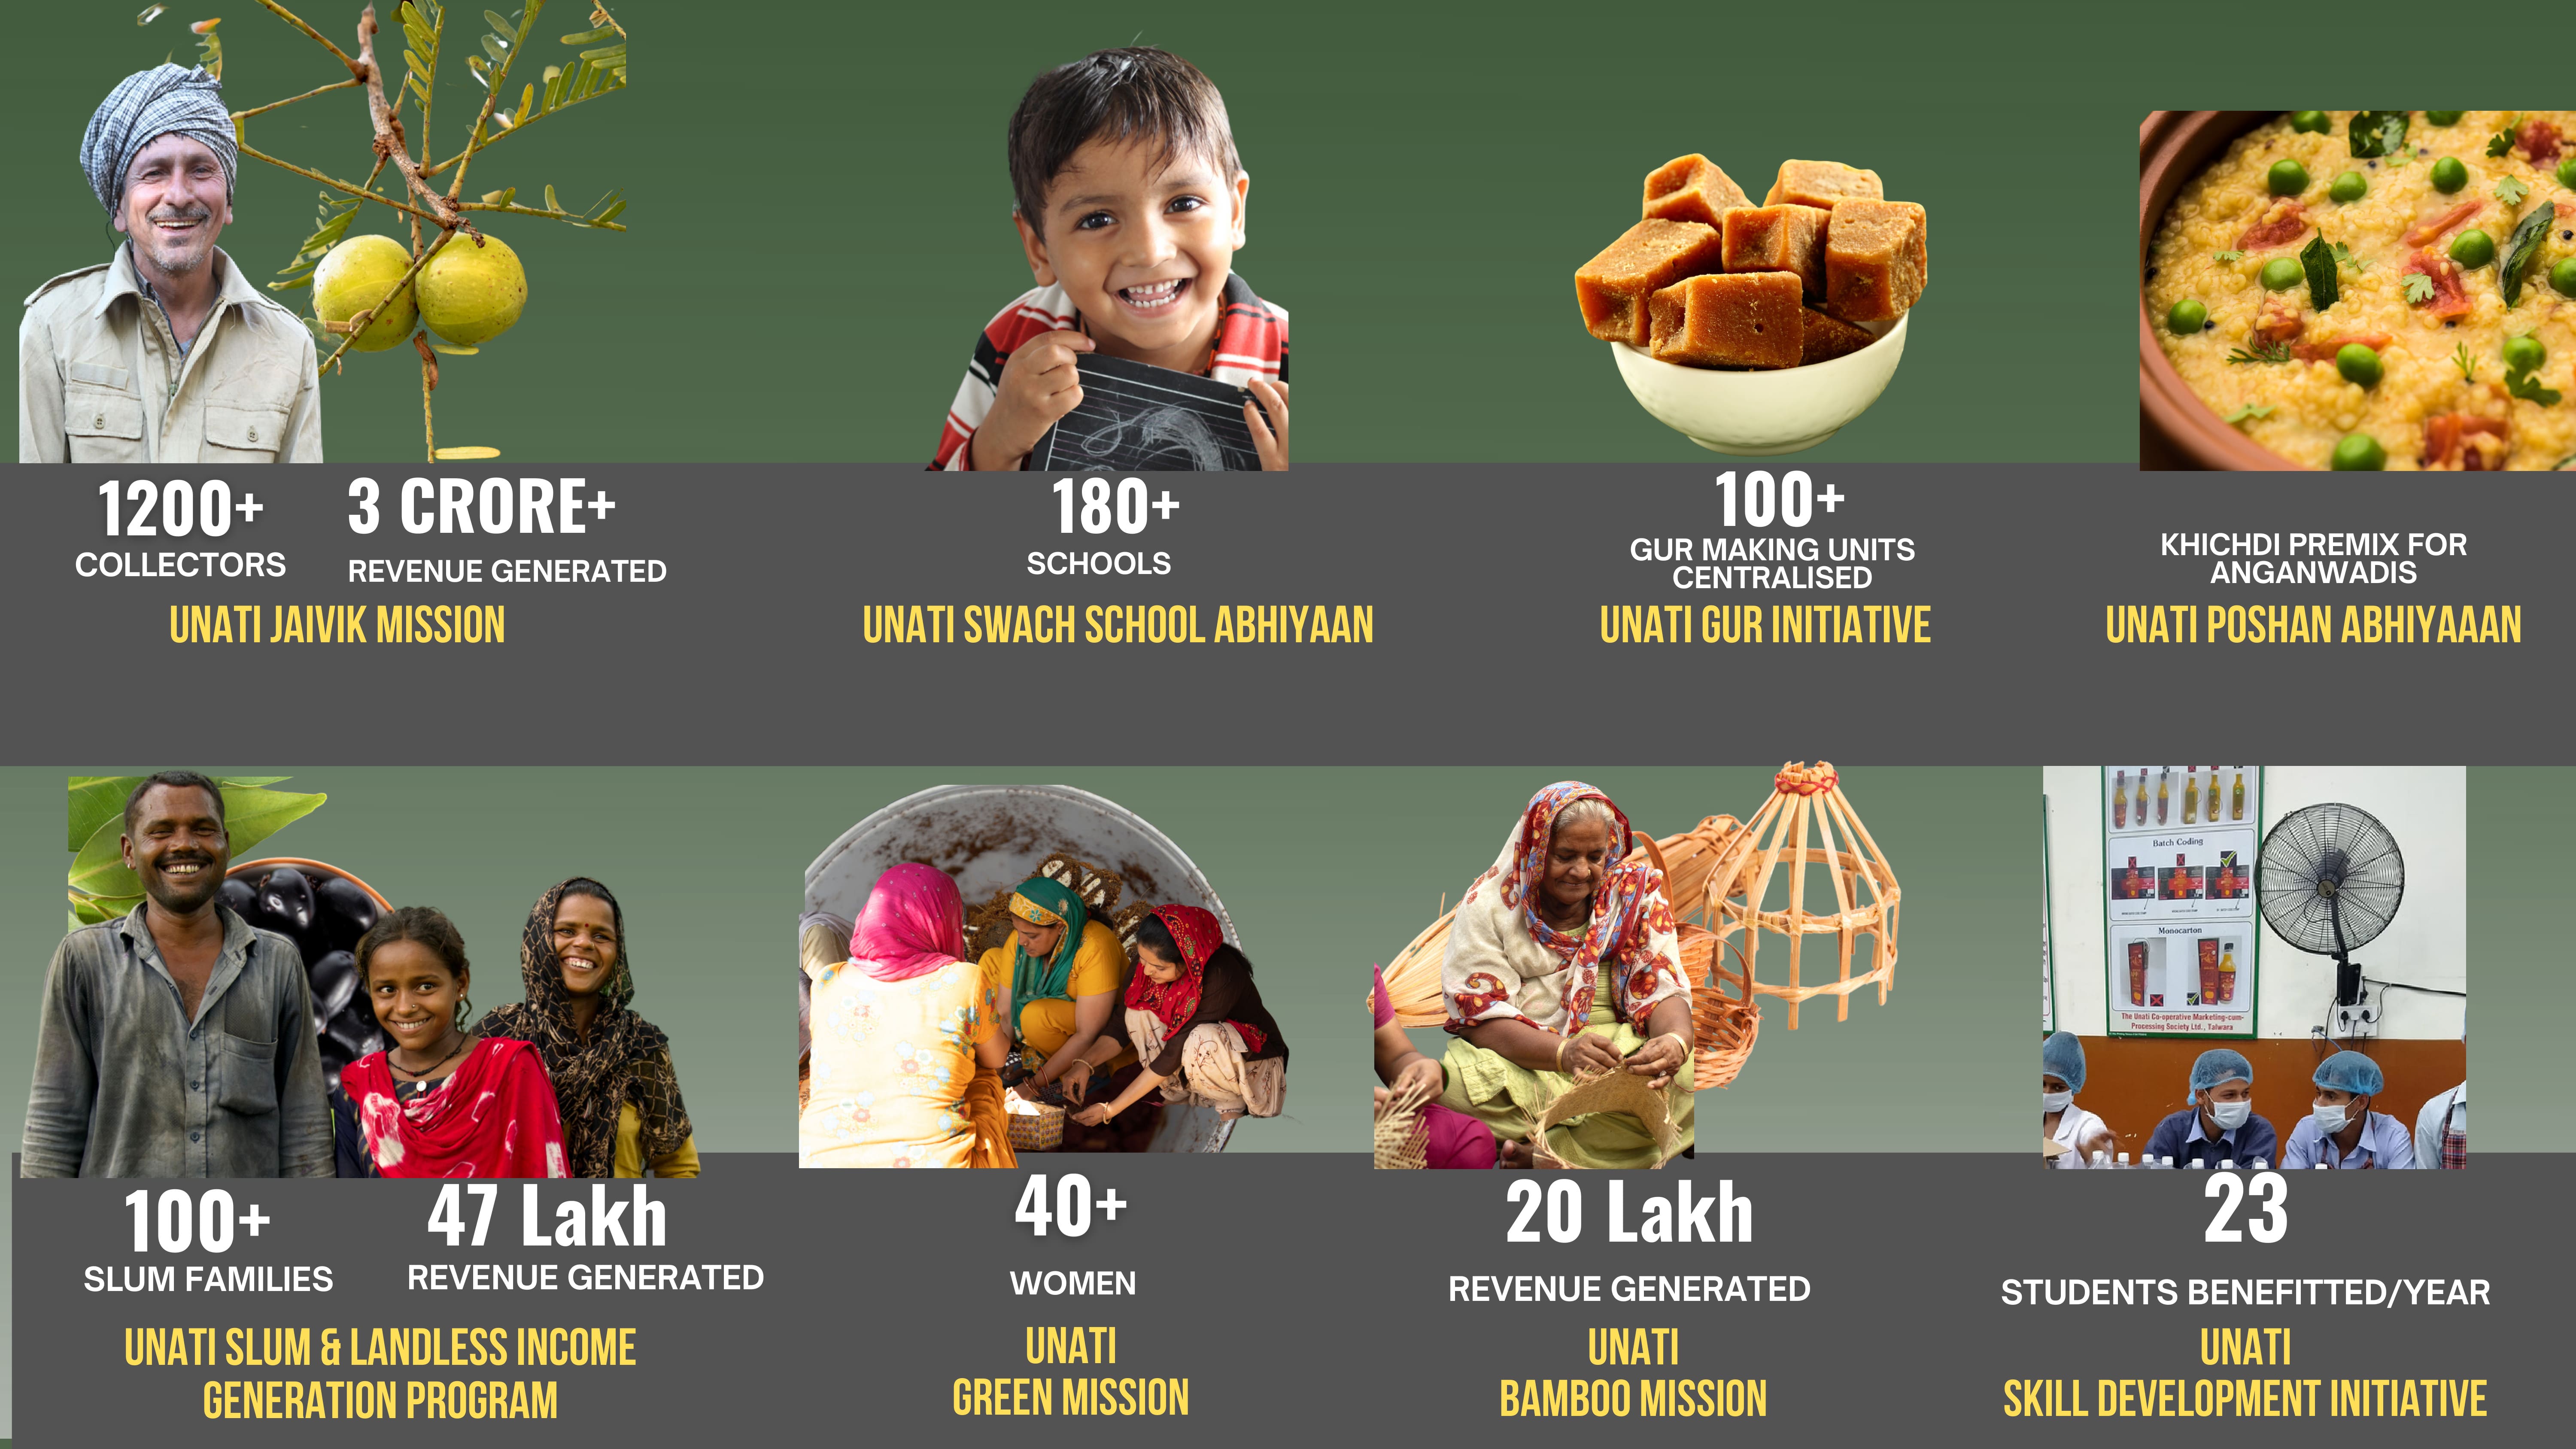 1200+
COLLECTORS
3 CRORE+
REVENUE GENERATED
UNATI JAIVIK MISSION
180+
SCHOOLS
UNATI SWACH SCHOOL ABHIYAAN
100+
GUR MAKING UNITS
CENTRALISED
UNATI GUR INITIATIVE
KHICHDI PREMIX FOR
ANGANWADIS
UNATI POSHAN ABHIYAAAN
Batch Coding
Monocarton
The Unati Co-operative Marketing-cum-
Processing Society Ltd., Talwara
100+
SLUM FAMILIES
47 Lakh
REVENUE GENERATED
UNATI SLUM & LANDLESS INCOME
GENERATION PROGRAM
40+
WOMEN
UNATI
GREEN MISSION
20 Lakh
REVENUE GENERATED
UNATI
BAMBOO MISSION
23
STUDENTS BENEFITTED/YEAR
UNATI
SKILL DEVELOPMENT INITIATIVE